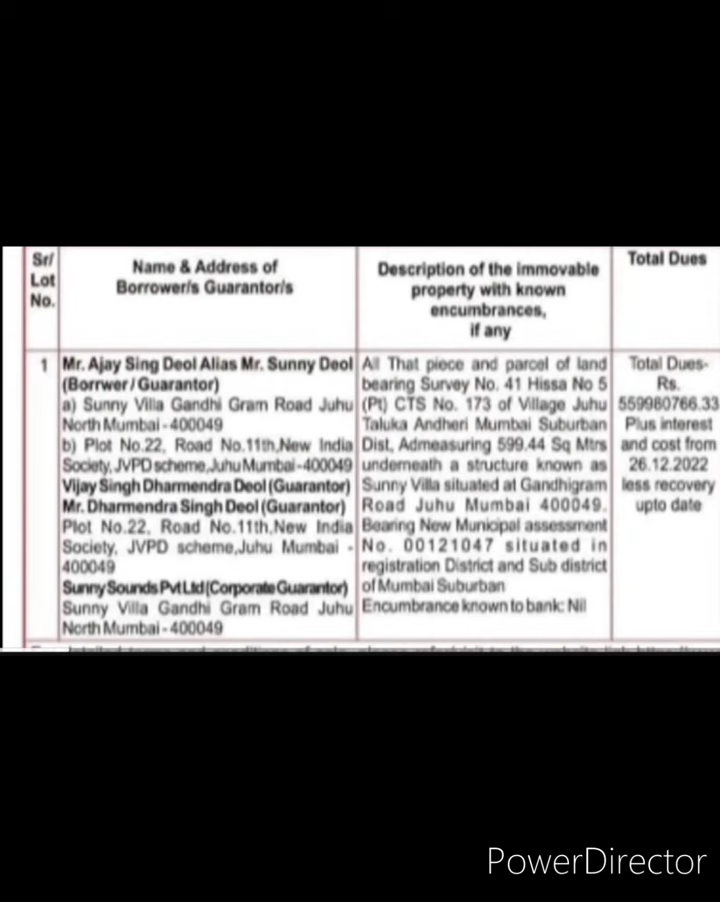 Sr/
Lot
No.
Name & Address of
Borrower/s Guarantor/s
Description of the immovable
property with known
encumbrances,
if any
Total Dues
1
Mr. Ajay Sing Deol Alias Mr. Sunny Deol
(Borrwer / Guarantor)
a) Sunny Villa Gandhi Gram Road Juhu
North Mumbai - 400049
b) Plot No.22, Road No.11th,New India
Society, JVPD scheme,Juhu Mumbai-400049
Vijay Singh Dharmendra Deol (Guarantor)
Mr. Dharmendra Singh Deol (Guarantor)
Plot No.22, Road No.11th,New India
Society, JVPD scheme,Juhu Mumbai -
400049
Sunny Sounds Pvt Ltd (Corporate Guarantor)
Sunny Villa Gandhi Gram Road Juhu
North Mumbai - 400049
All That piece and parcel of land
bearing Survey No. 41 Hissa No 5
(Pt) CTS No. 173 of Village Juhu
Taluka Andheri Mumbai Suburban
Dist, Admeasuring 599.44 Sq Mtrs
underneath a structure known as
Sunny Villa situated at Gandhigram
Road Juhu Mumbai 400049.
Bearing New Municipal assessment
No. 00121047 situated in
registration District and Sub district
of Mumbai Suburban
Encumbrance known to bank: Nil
Total Dues-
Rs.
559980766.33
Plus interest
and cost from
26.12.2022
less recovery
upto date
PowerDirector